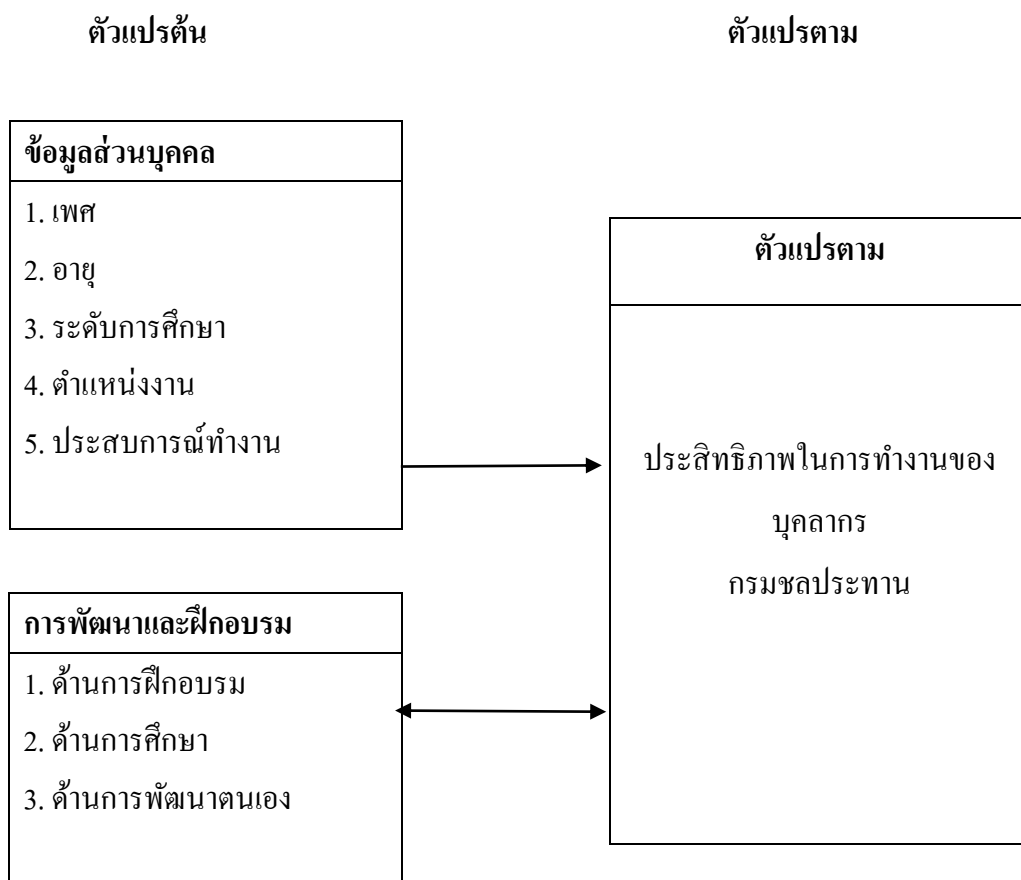 ตัวแปรต้น
ตัวแปรตาม
ข้อมูลส่วนบุคคล
1. เพศ
2. อายุ
3. ระดับการศึกษา
4. ตำแหน่งงาน
5. ประสบการณ์ทำงาน
ตัวแปรตาม
ประสิทธิภาพในการทำงานของ
บุคลากร
กรมชลประทาน
การพัฒนาและฝึกอบรม
1. ด้านการฝึกอบรม
2. ด้านการศึกษา
3. ด้านการพัฒนาตนเอง